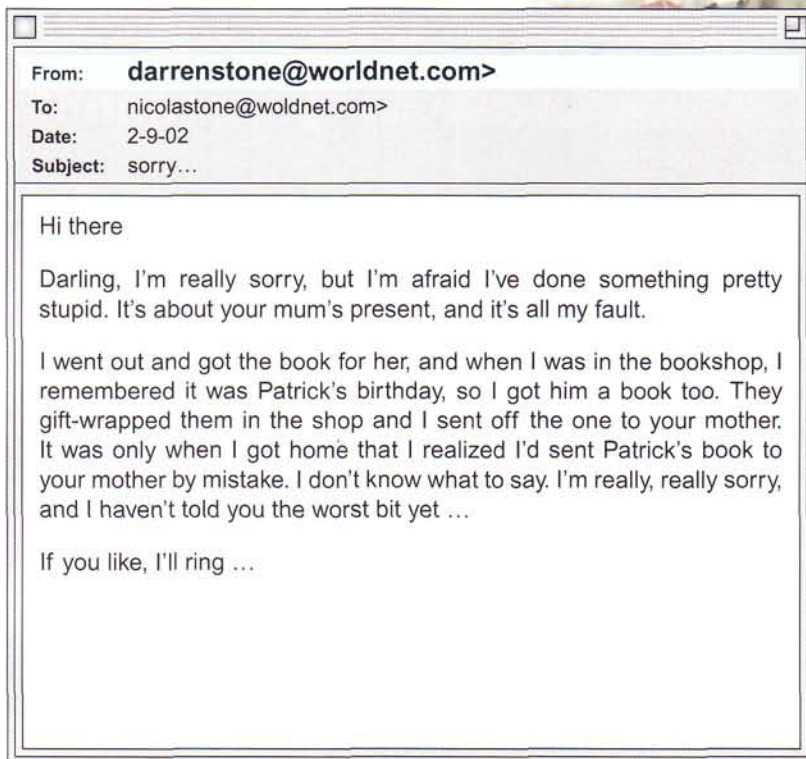 From: darrenstone@worldnet.com>
To: nicolastone@woldnet.com>
Date: 2-9-02
Subject: sorry…
Hi there
Darling, I'm really sorry, but I'm afraid I've done something pretty
stupid. It's about your mum's present, and it's all my fault.
I went out and got the book for her, and when I was in the bookshop, I
remembered it was Patrick's birthday, so I got him a book too. They
gift-wrapped them in the shop and I sent off the one to your mother.
It was only when I got home that I realized I'd sent Patrick's book to
your mother by mistake. I don't know what to say. I'm really, really sorry,
and I haven't told you the worst bit yet …
If you like, I'll ring …